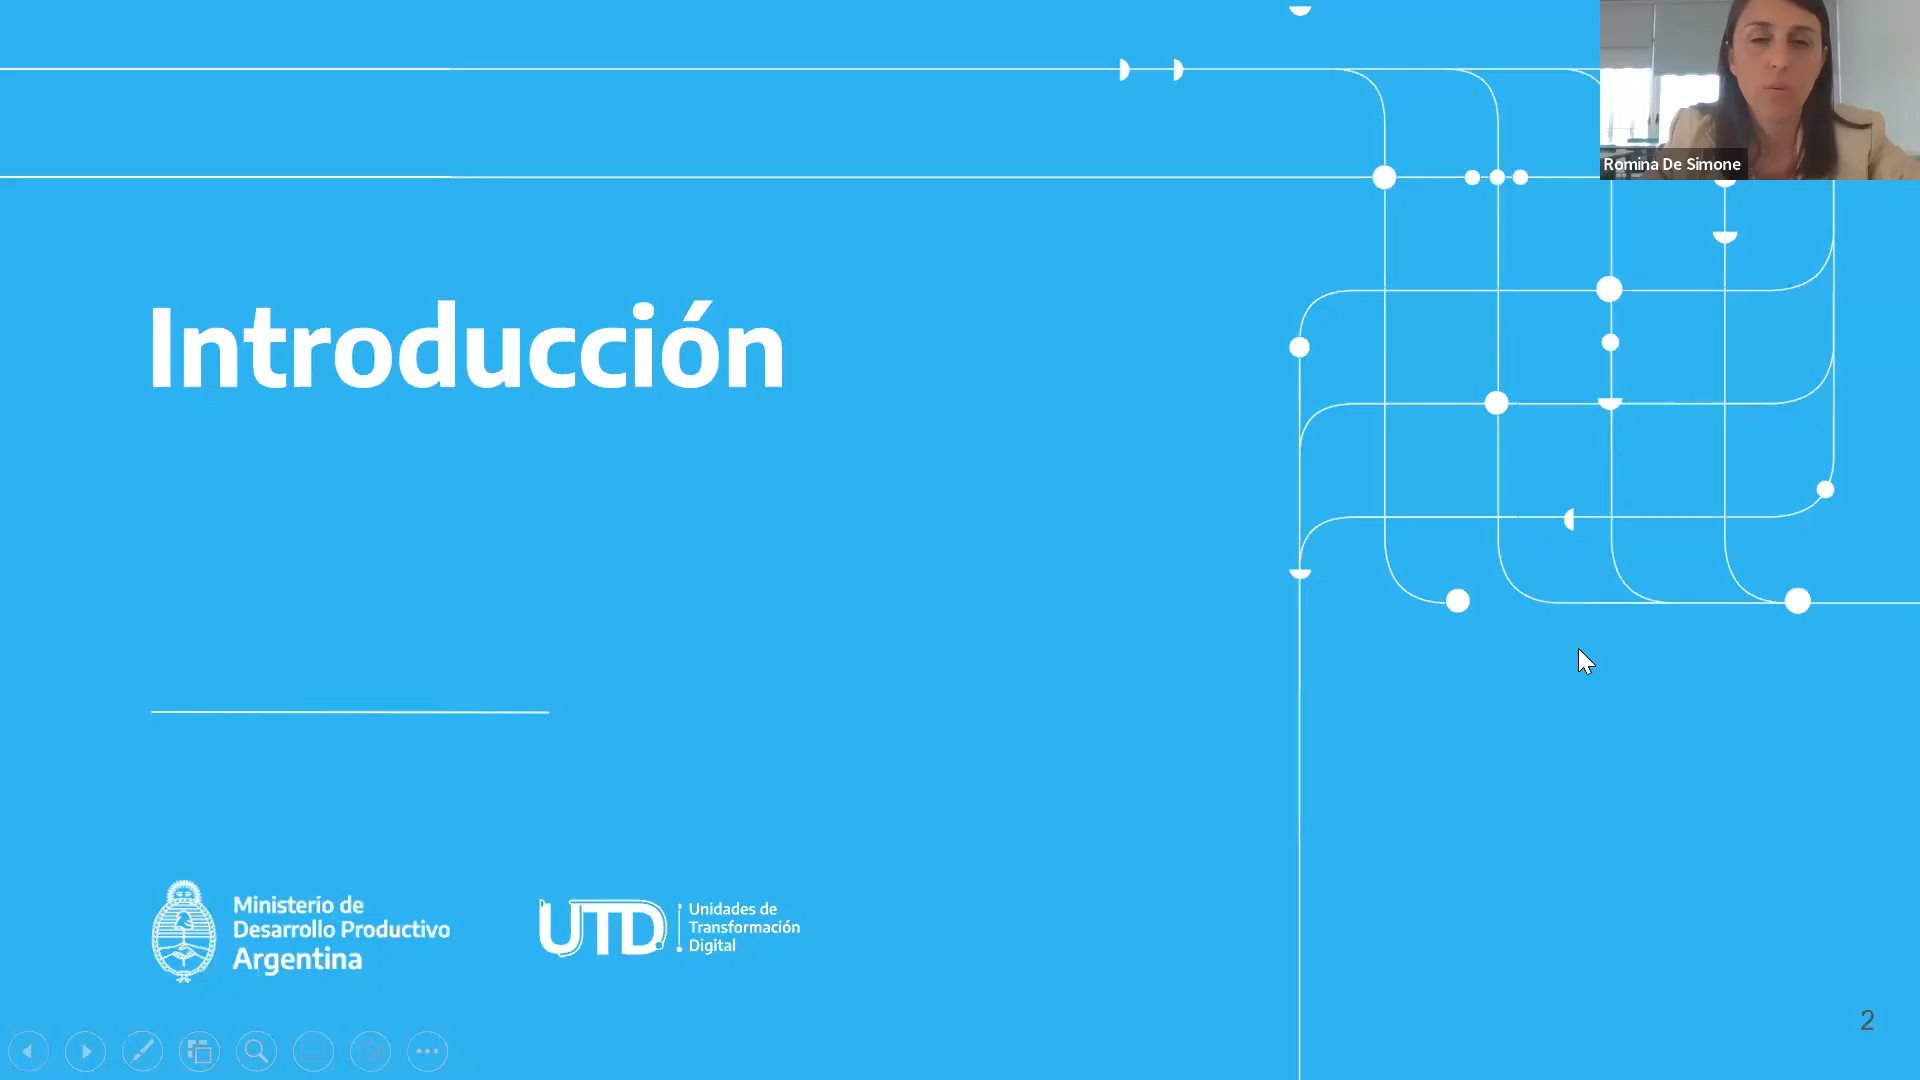 Romina De Simone
Introducción
Ministerio de
Desarrollo Productivo
Argentina
UTD
Unidades de
Transformación
Digital
2